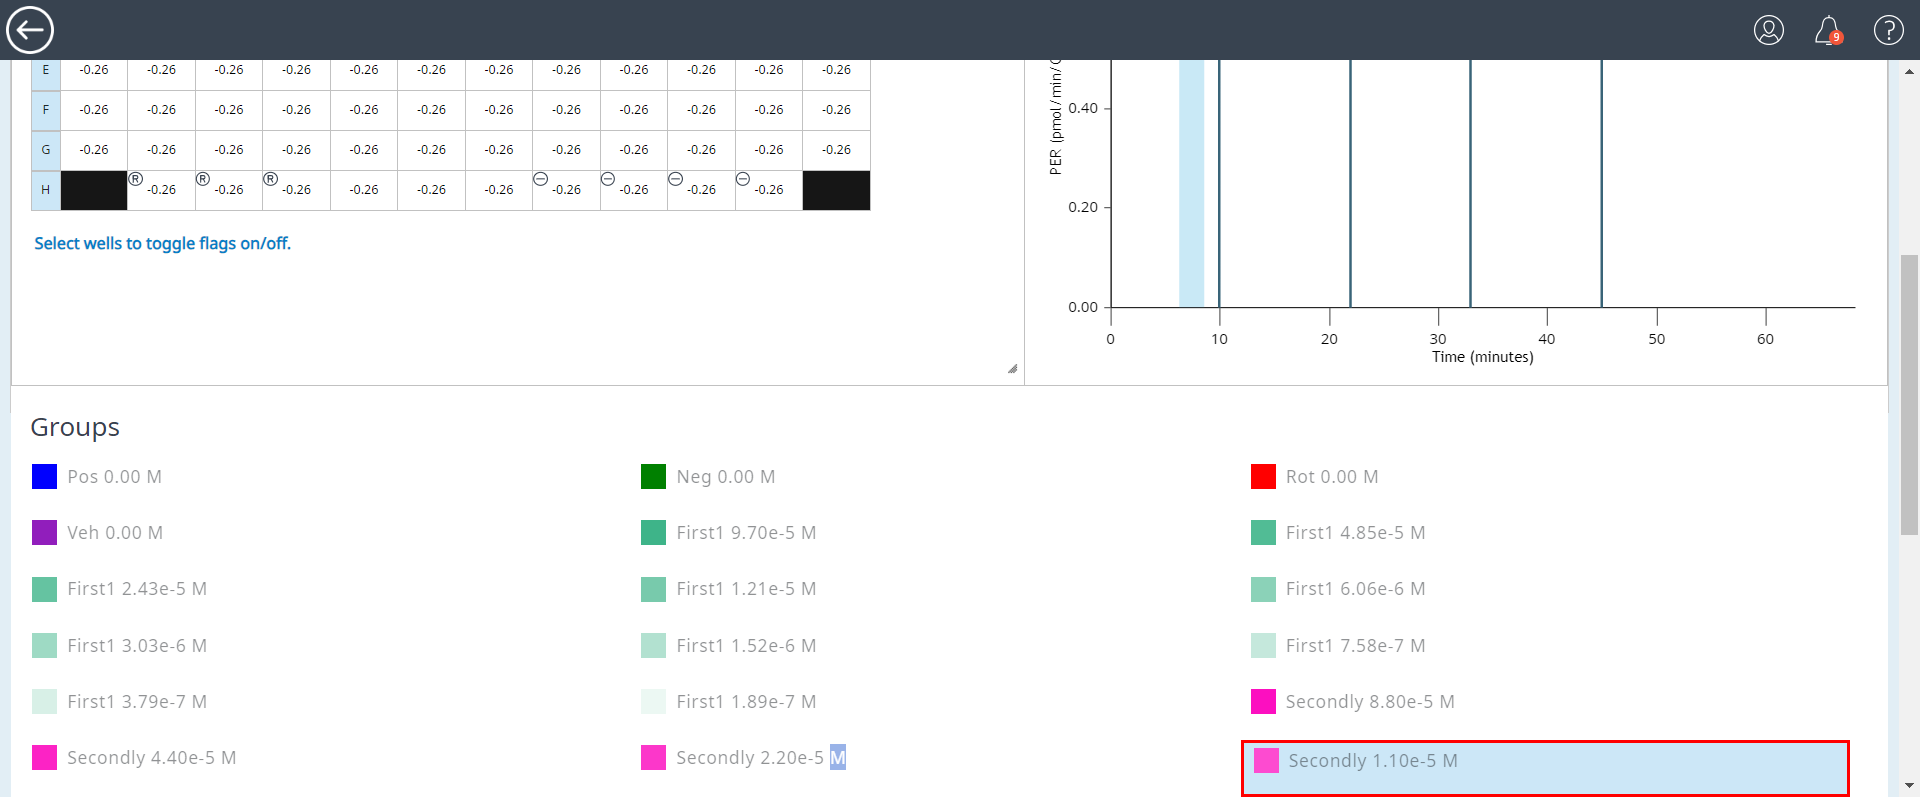 9
?
E -0.26 -0.26 -0.26 -0.26 -0.26 -0.26 -0.26 -0.26 -0.26 -0.26 -0.26 -0.26
F -0.26 -0.26 -0.26 -0.26 -0.26 -0.26 -0.26 -0.26 -0.26 -0.26 -0.26 -0.26
G -0.26 -0.26 -0.26 -0.26 -0.26 -0.26 -0.26 -0.26 -0.26 -0.26 -0.26 -0.26
H R -0.26 R -0.26 R -0.26 -0.26 -0.26 -0.26 -0.26 -0.26 -0.26 -0.26
Select wells to toggle flags on/off.
PER (pmol/min/
0.40
0.20
0.00
0 10 20 30 40 50 60
Time (minutes)
Groups
Pos 0.00 M
Neg 0.00 M
Rot 0.00 M
Veh 0.00 M
First1 9.70e-5 M
First1 4.85e-5 M
First1 2.43e-5 M
First1 1.21e-5 M
First1 6.06e-6 M
First1 3.03e-6 M
First1 1.52e-6 M
First1 7.58e-7 M
First1 3.79e-7 M
First1 1.89e-7 M
Secondly 8.80e-5 M
Secondly 4.40e-5 M
Secondly 2.20e-5 M
Secondly 1.10e-5 M